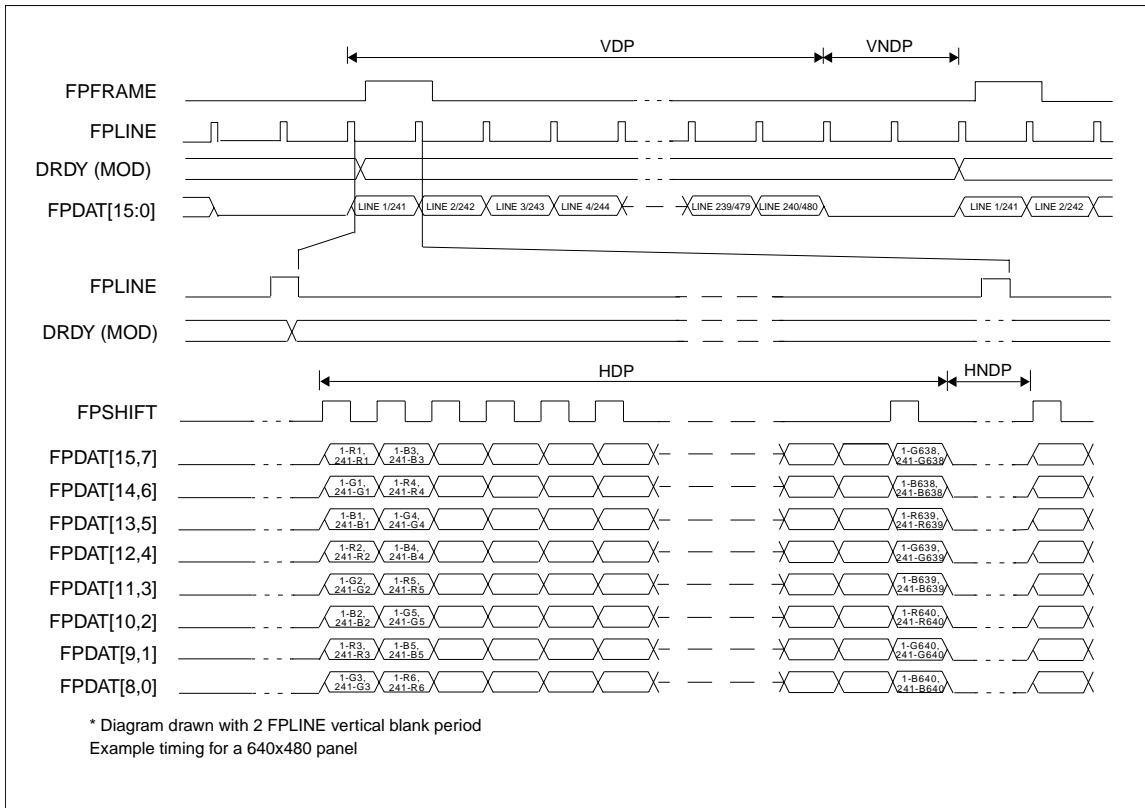 VDP VNDP
FPFRAME
FPLINE
DRDY (MOD)
FPDAT[15:0] LINE 1/241 LINE 2/242 LINE 3/243 LINE 4/244 LINE 239/479 LINE 240/480 LINE 1/241 LINE 2/242
FPLINE
DRDY (MOD)
HDP HNDP
FPSHIFT
FPDAT[15,7] 1-R1, 241-R1 1-B3, 241-B3 1-G638, 241-G638
FPDAT[14,6] 1-G1, 241-G1 1-R4, 241-R4 1-B638, 241-B638
FPDAT[13,5] 1-B1, 241-B1 1-G4, 241-G4 1-R639, 241-R639
FPDAT[12,4] 1-R2, 241-R2 1-B4, 241-B4 1-G639, 241-G639
FPDAT[11,3] 1-G2, 241-G2 1-R5, 241-R5 1-B639, 241-B639
FPDAT[10,2] 1-B2, 241-B2 1-G5, 241-G5 1-R640, 241-R640
FPDAT[9,1] 1-R3, 241-R3 1-B5, 241-B5 1-G640, 241-G640
FPDAT[8,0] 1-G3, 241-G3 1-R6, 241-R6 1-B640, 241-B640
* Diagram drawn with 2 FPLINE vertical blank period
Example timing for a 640x480 panel